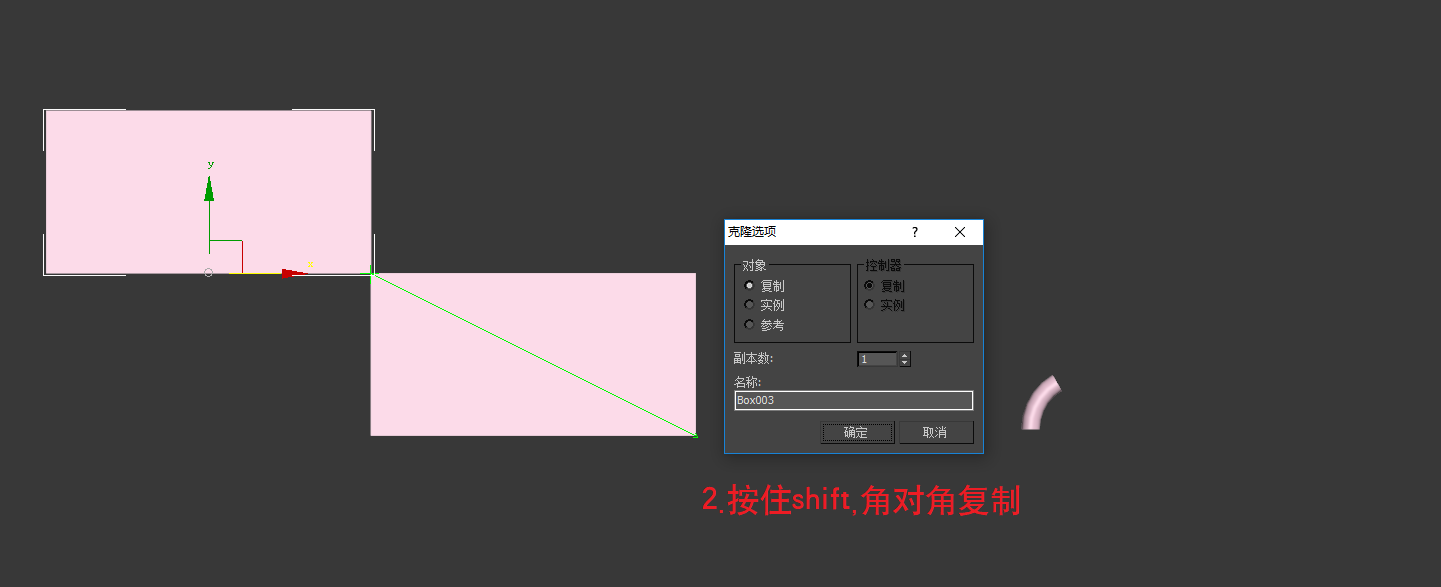 y
x
克隆选项
?
对象
控制器
复制
复制
实例
实例
参考
副本数:
1
名称:
Box003
确定
取消
2.按住shift,角对角复制